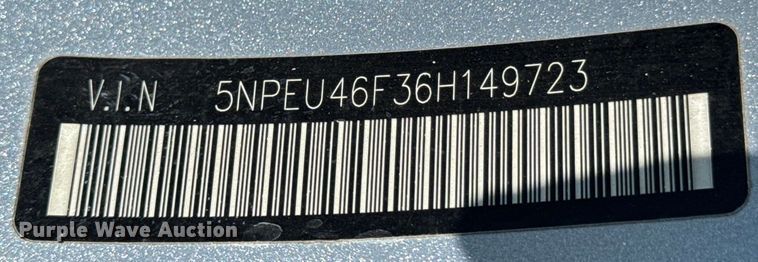 V.I.N 5NPEU46F36H149723
Purple Wave Auction